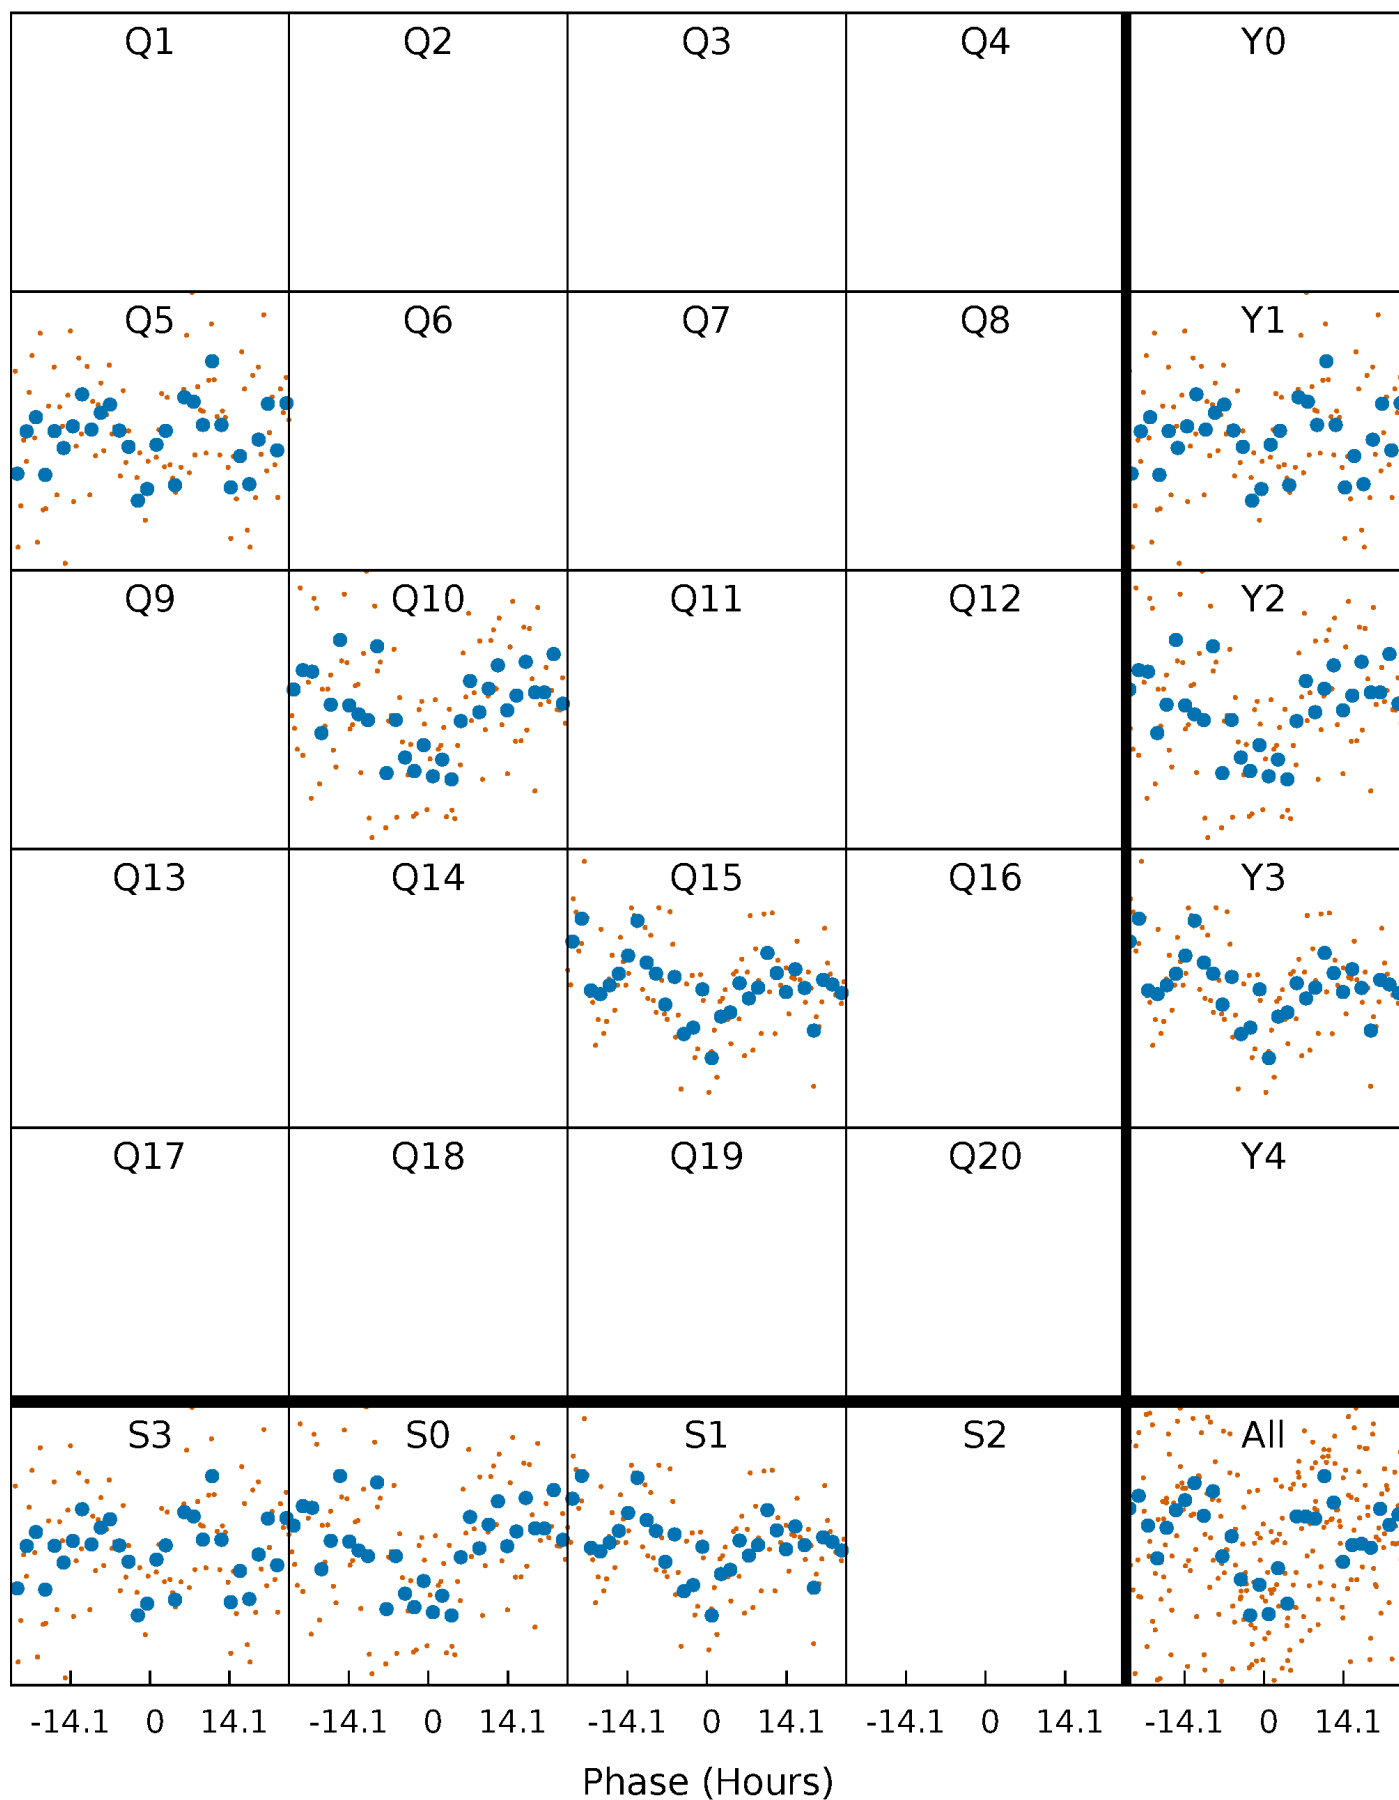 Q1 Q2 Q3 Q4 Y0
Q5 Q6 Q7 Q8 Y1
Q9 Q10 Q11 Q12 Y2
Q13 Q14 Q15 Q16 Y3
Q17 Q18 Q19 Q20 Y4
S3 S0 S1 S2 All
-14.1 0 14.1 -14.1 0 14.1 -14.1 0 14.1 -14.1 0 14.1 -14.1 0 14.1
Phase (Hours)